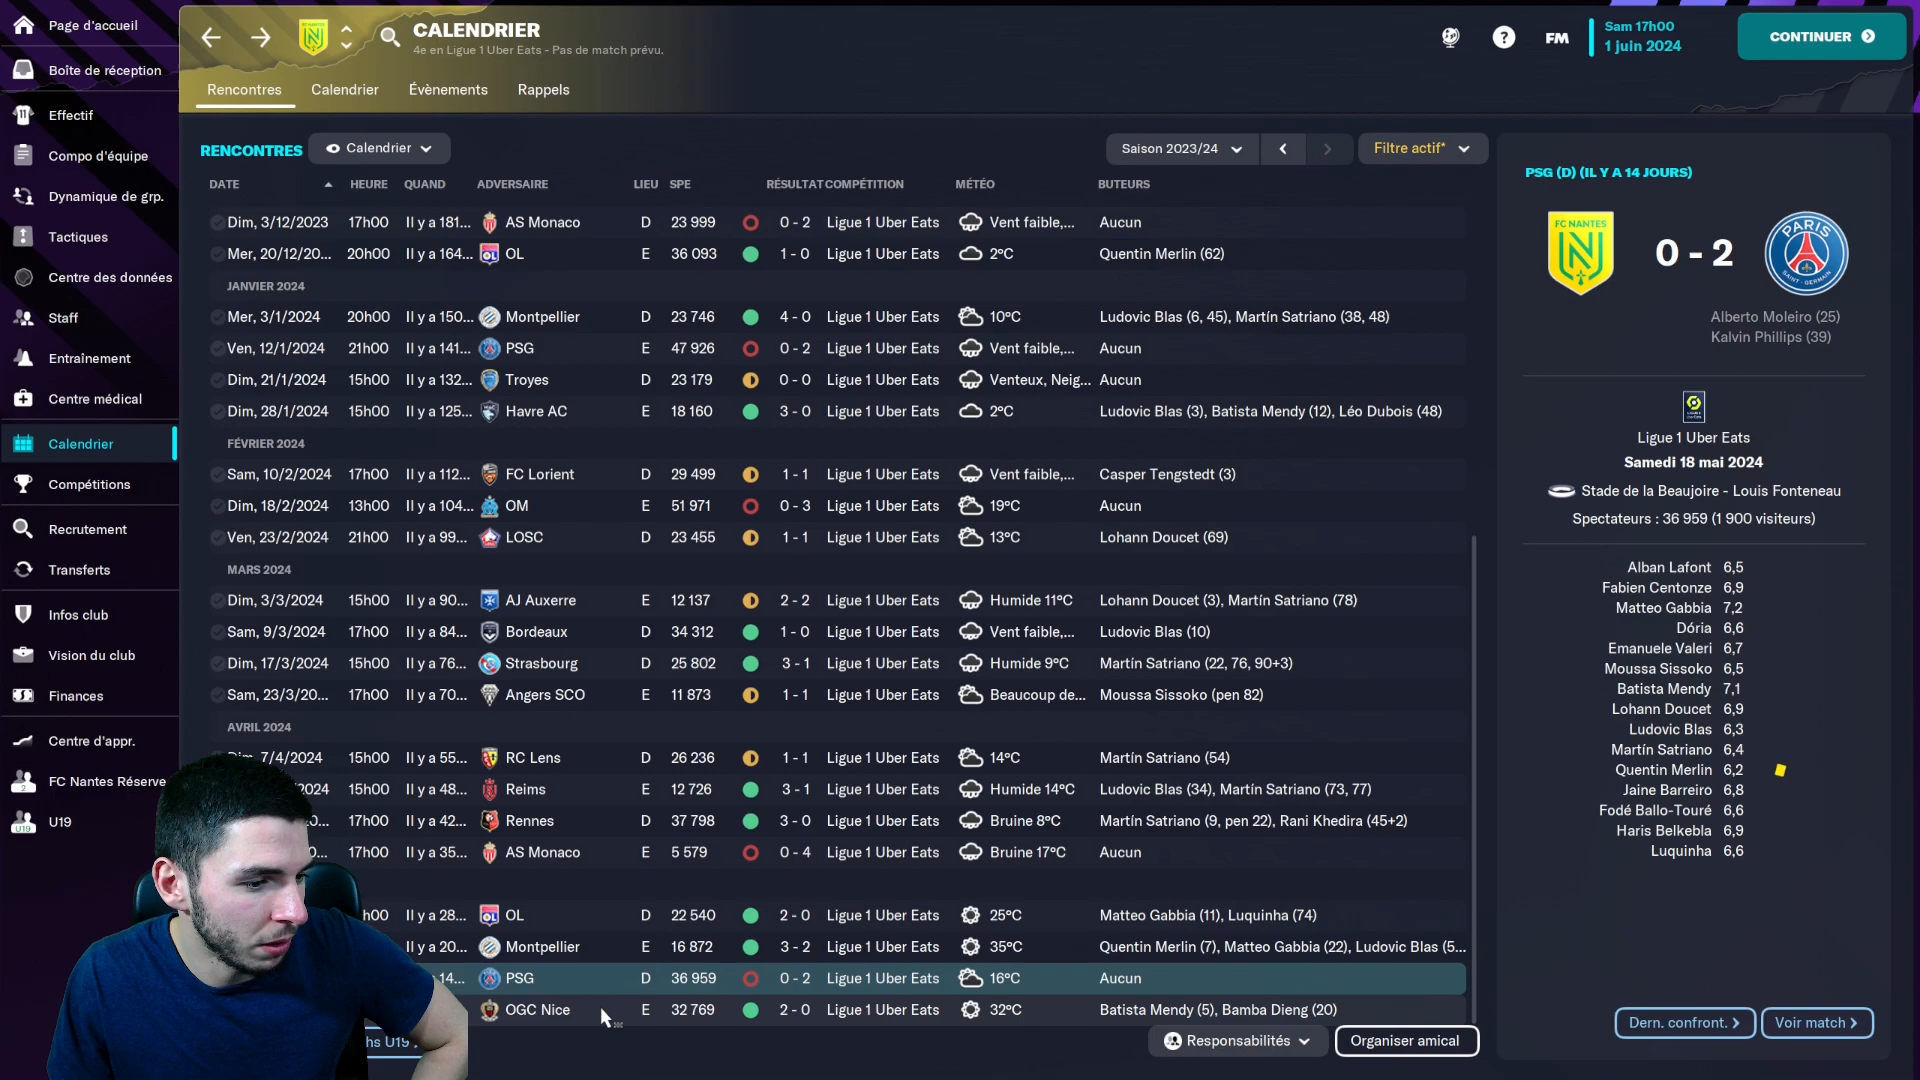 Page d'accueil
Boîte de réception
Effectif
Compo d'équipe
Dynamique de grp.
Tactiques
Centre des données
Staff
Entraînement
Centre médical
Calendrier
Compétitions
Recrutement
Transferts
Infos club
Vision du club
Finances
Centre d'appr.
FC Nantes Réserve
U19
CALENDRIER
4e en Ligue 1 Uber Eats - Pas de match prévu.
FM
Sam 17h00
1 juin 2024
CONTINUER
Rencontres Calendrier Évènements Rappels
RENCONTRES Calendrier Saison 2023/24 Filtre actif*
DATE HEURE QUAND ADVERSAIRE LIEU SPE RÉSULTAT COMPÉTITION MÉTÉO BUTEURS
Dim, 3/12/2023 17h00 Il y a 181... AS Monaco D 23 999 0 - 2 Ligue 1 Uber Eats Vent faible,... Aucun
Mer, 20/12/20... 20h00 Il y a 164... OL E 36 093 1 - 0 Ligue 1 Uber Eats 2°C Quentin Merlin (62)
JANVIER 2024
Mer, 3/1/2024 20h00 Il y a 150... Montpellier D 23 746 4 - 0 Ligue 1 Uber Eats 10°C Ludovic Blas (6, 45), Martín Satriano (38, 48)
Ven, 12/1/2024 21h00 Il y a 141... PSG E 47 926 0 - 2 Ligue 1 Uber Eats Vent faible,... Aucun
Dim, 21/1/2024 15h00 Il y a 132... Troyes D 23 179 0 - 0 Ligue 1 Uber Eats Venteux, Neig... Aucun
Dim, 28/1/2024 15h00 Il y a 125... Havre AC E 18 160 3 - 0 Ligue 1 Uber Eats 2°C Ludovic Blas (3), Batista Mendy (12), Léo Dubois (48)
FÉVRIER 2024
Sam, 10/2/2024 17h00 Il y a 112... FC Lorient D 29 499 1 - 1 Ligue 1 Uber Eats Vent faible,... Casper Tengstedt (3)
Dim, 18/2/2024 13h00 Il y a 104... OM E 51 971 0 - 3 Ligue 1 Uber Eats 19°C Aucun
Ven, 23/2/2024 21h00 Il y a 99... LOSC D 23 455 1 - 1 Ligue 1 Uber Eats 13°C Lohann Doucet (69)
MARS 2024
Dim, 3/3/2024 15h00 Il y a 90... AJ Auxerre E 12 137 2 - 2 Ligue 1 Uber Eats Humide 11°C Lohann Doucet (3), Martín Satriano (78)
Sam, 9/3/2024 17h00 Il y a 84... Bordeaux D 34 312 1 - 0 Ligue 1 Uber Eats Vent faible,... Ludovic Blas (10)
Dim, 17/3/2024 15h00 Il y a 76... Strasbourg D 25 802 3 - 1 Ligue 1 Uber Eats Humide 9°C Martín Satriano (22, 76, 90+3)
Sam, 23/3/20... 17h00 Il y a 70... Angers SCO E 11 873 1 - 1 Ligue 1 Uber Eats Beaucoup de... Moussa Sissoko (pen 82)
AVRIL 2024
Dim, 7/4/2024 15h00 Il y a 55... RC Lens D 26 236 1 - 1 Ligue 1 Uber Eats 14°C Martín Satriano (54)
2024 15h00 Il y a 48... Reims E 12 726 3 - 1 Ligue 1 Uber Eats Humide 14°C Ludovic Blas (34), Martín Satriano (73, 77)
0... 17h00 Il y a 42... Rennes D 37 798 3 - 0 Ligue 1 Uber Eats Bruine 8°C Martín Satriano (9, pen 22), Rani Khedira (45+2)
0... 17h00 Il y a 35... AS Monaco E 5 579 0 - 4 Ligue 1 Uber Eats Bruine 17°C Aucun
h00 Il y a 28... OL D 22 540 2 - 0 Ligue 1 Uber Eats 25°C Matteo Gabbia (11), Luquinha (74)
Il y a 20... Montpellier E 16 872 3 - 2 Ligue 1 Uber Eats 35°C Quentin Merlin (7), Matteo Gabbia (22), Ludovic Blas (5...
14... PSG D 36 959 0 - 2 Ligue 1 Uber Eats 16°C Aucun
OGC Nice E 32 769 2 - 0 Ligue 1 Uber Eats 32°C Batista Mendy (5), Bamba Dieng (20)
hs U19
Responsabilités Organiser amical
PSG (D) (IL Y A 14 JOURS)
FC NANTES 0 - 2 PARIS SAINT-GERMAIN
Alberto Moleiro (25)
Kalvin Phillips (39)
Ligue 1 Uber Eats
Samedi 18 mai 2024
Stade de la Beaujoire - Louis Fonteneau
Spectateurs : 36 959 (1 900 visiteurs)
Alban Lafont 6,5
Fabien Centonze 6,9
Matteo Gabbia 7,2
Dória 6,6
Emanuele Valeri 6,7
Moussa Sissoko 6,5
Batista Mendy 7,1
Lohann Doucet 6,9
Ludovic Blas 6,3
Martín Satriano 6,4
Quentin Merlin 6,2
Jaine Barreiro 6,8
Fodé Ballo-Touré 6,6
Haris Belkebla 6,9
Luquinha 6,6
Dern. confront. Voir match